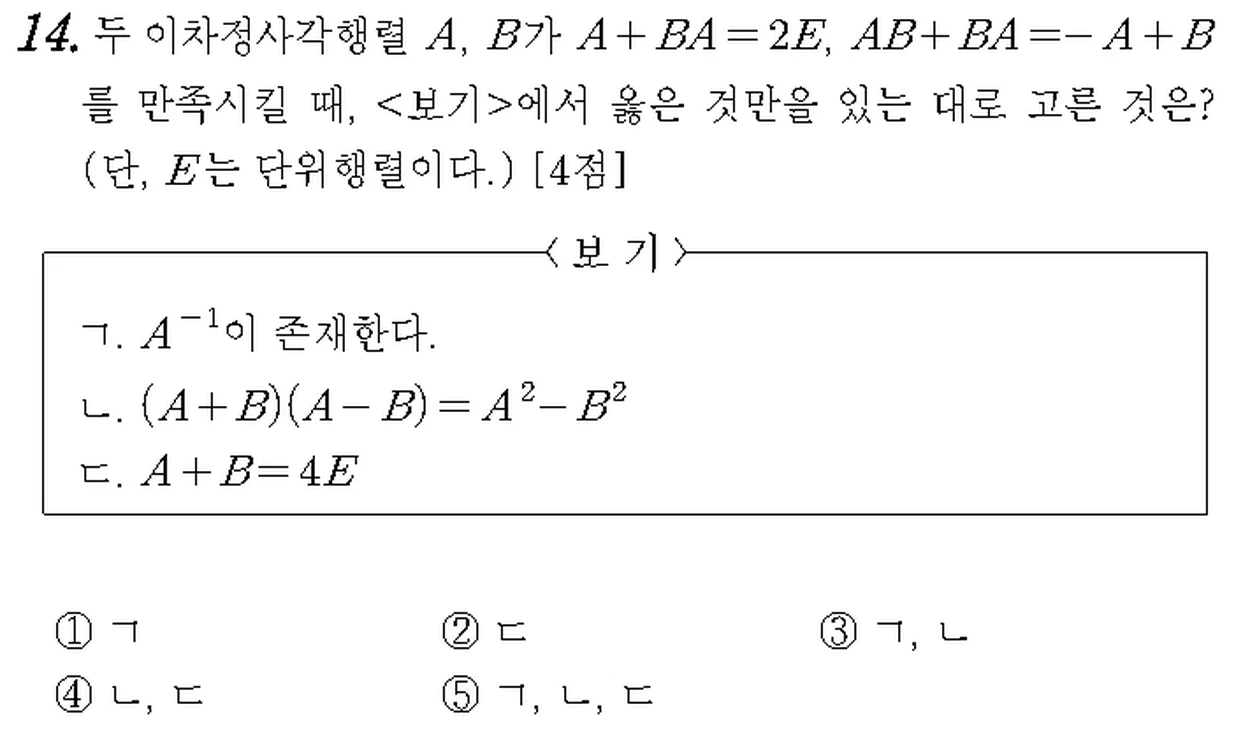 14. 두 이차정사각행렬 A, B가 A+BA=2E, AB+BA=-A+B
를 만족시킬 때, <보기>에서 옳은 것만을 있는 대로 고른 것은?
(단, E는 단위행렬이다.) [4점]
<보 기>
ㄱ. A⁻¹이 존재한다.
ㄴ. (A+B)(A-B)=A²-B²
ㄷ. A+B=4E
① ㄱ ② ㄷ ③ ㄱ, ㄴ
④ ㄴ, ㄷ ⑤ ㄱ, ㄴ, ㄷ